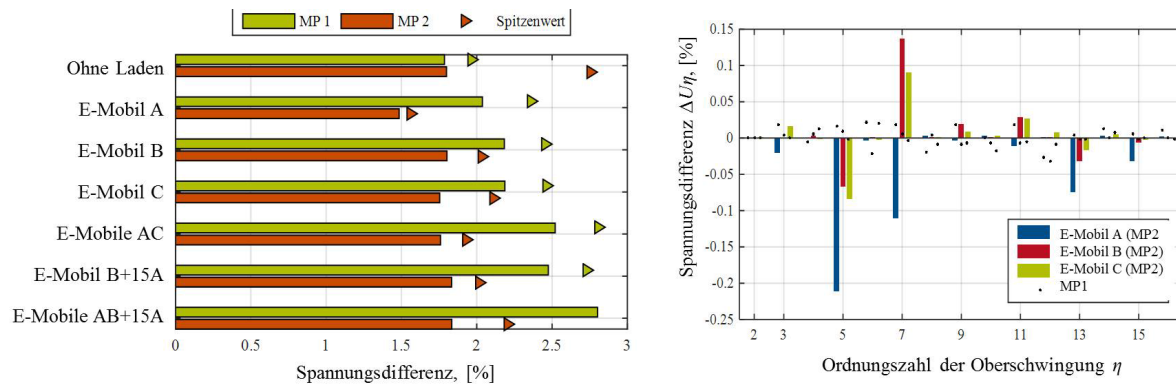 MP 1 MP 2 Spitzenwert
Ohne Laden
E-Mobil A
E-Mobil B
E-Mobil C
E-Mobile AC
E-Mobil B+15A
E-Mobile AB+15A
0 0.5 1 1.5 2 2.5 3
Spannungsdifferenz, [%]
Spannungsdifferenz ΔUη, [%]
0.15
0.1
0.05
0
-0.05
-0.1
-0.15
-0.2
-0.25
E-Mobil A (MP2
E-Mobil B (MP2)
E-Mobil C (MP2)
MP1
2 3 5 7 9 11 13 15
Ordnungszahl der Oberschwingung η